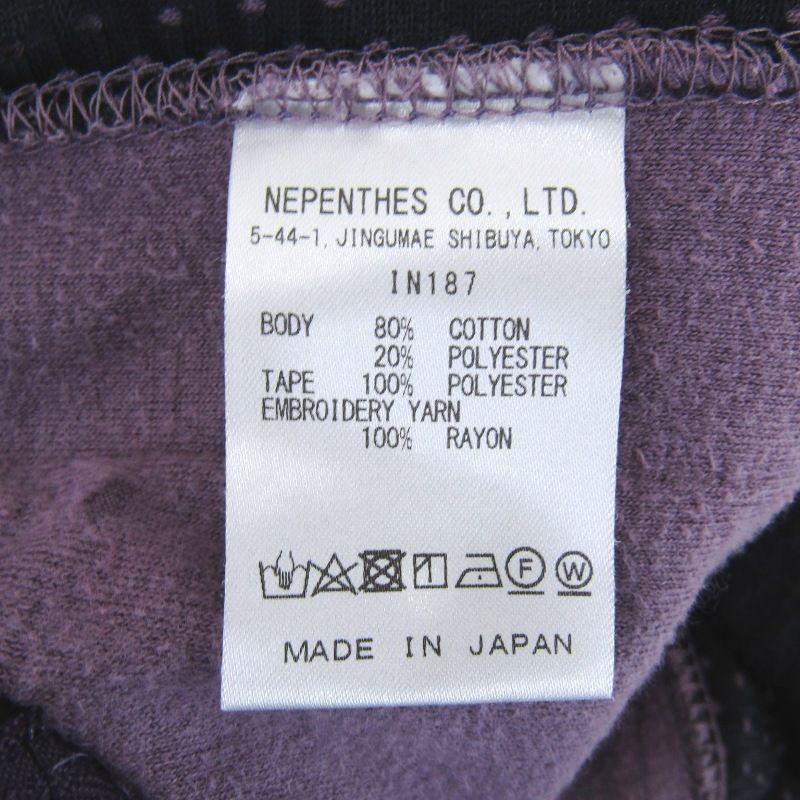 NEPENTHES CO.,LTD.
5-44-1, JINGUMAE SHIBUYA, TOKYO
IN187
BODY 80% COTTON
20% POLYESTER
TAPE 100% POLYESTER
EMBROIDERY YARN
100% RAYON
F W
MADE IN JAPAN